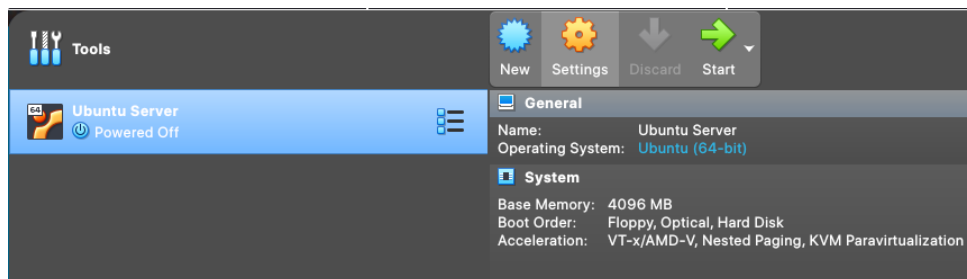 Tools
New Settings Discard Start
64
Ubuntu Server
Powered Off
General
Name: Ubuntu Server
Operating System: Ubuntu (64-bit)
System
Base Memory: 4096 MB
Boot Order: Floppy, Optical, Hard Disk
Acceleration: VT-x/AMD-V, Nested Paging, KVM Paravirtualization